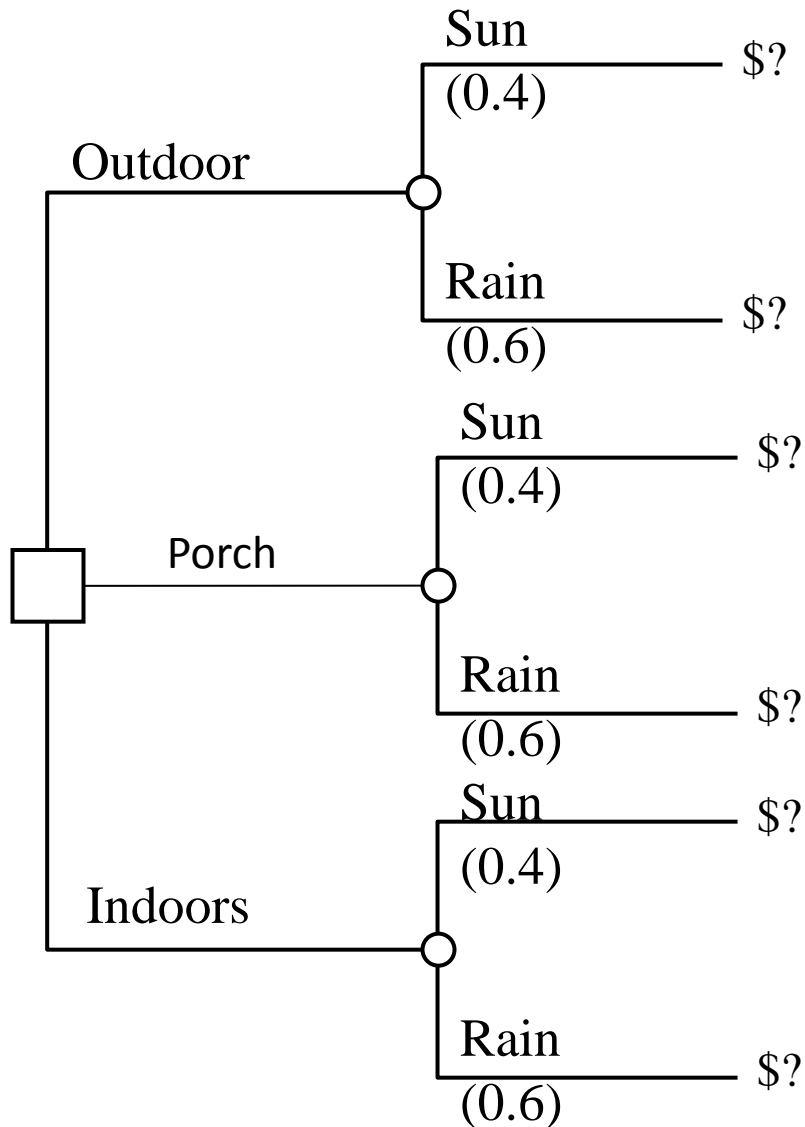 Sun
$?
(0.4)
Outdoor
Rain
$?
(0.6)
Sun
$?
(0.4)
Porch
Rain
$?
(0.6)
Sun
$?
(0.4)
Indoors
Rain
$?
(0.6)